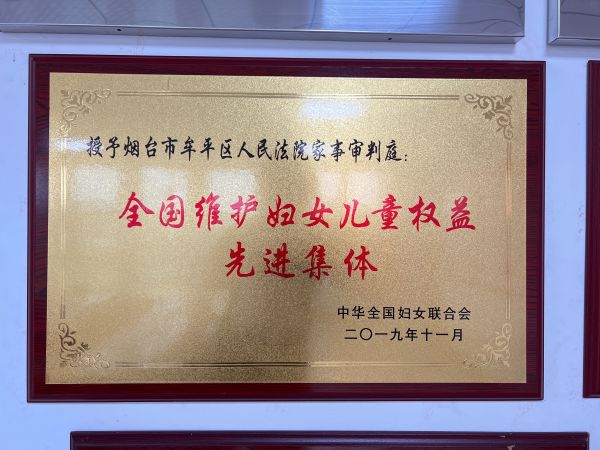 授予烟台市牟平区人民法院家事审判庭：
全国维护妇女儿童权益
先进集体
中华全国妇女联合会
二〇一九年十一月